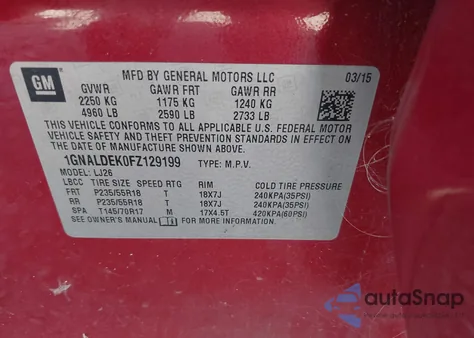 GM
MFD BY GENERAL MOTORS LLC 03/15
GVWR GAWR FRT GAWR RR
2250 KG 1175 KG 1240 KG
4960 LB 2590 LB 2733 LB
THIS VEHICLE CONFORMS TO ALL APPLICABLE U.S. FEDERAL MOTOR
VEHICLE SAFETY AND THEFT PREVENTION STANDARDS IN EFFECT ON
THE DATE OF MANUFACTURE SHOWN ABOVE.
1GNALDEK0FZ129199 TYPE: M.P.V.
MODEL: LJ26
LBCC TIRE SIZE SPEED RTG RIM COLD TIRE PRESSURE
FRT P235/55R18 T 18X7J 240KPA(35PSI)
RR P235/55R18 T 18X7J 240KPA(35PSI)
SPA T145/70R17 M 17X4.5T 420KPA(60PSI)
SEE OWNER'S MANUAL FOR MORE INFORMATION.
autoSnap